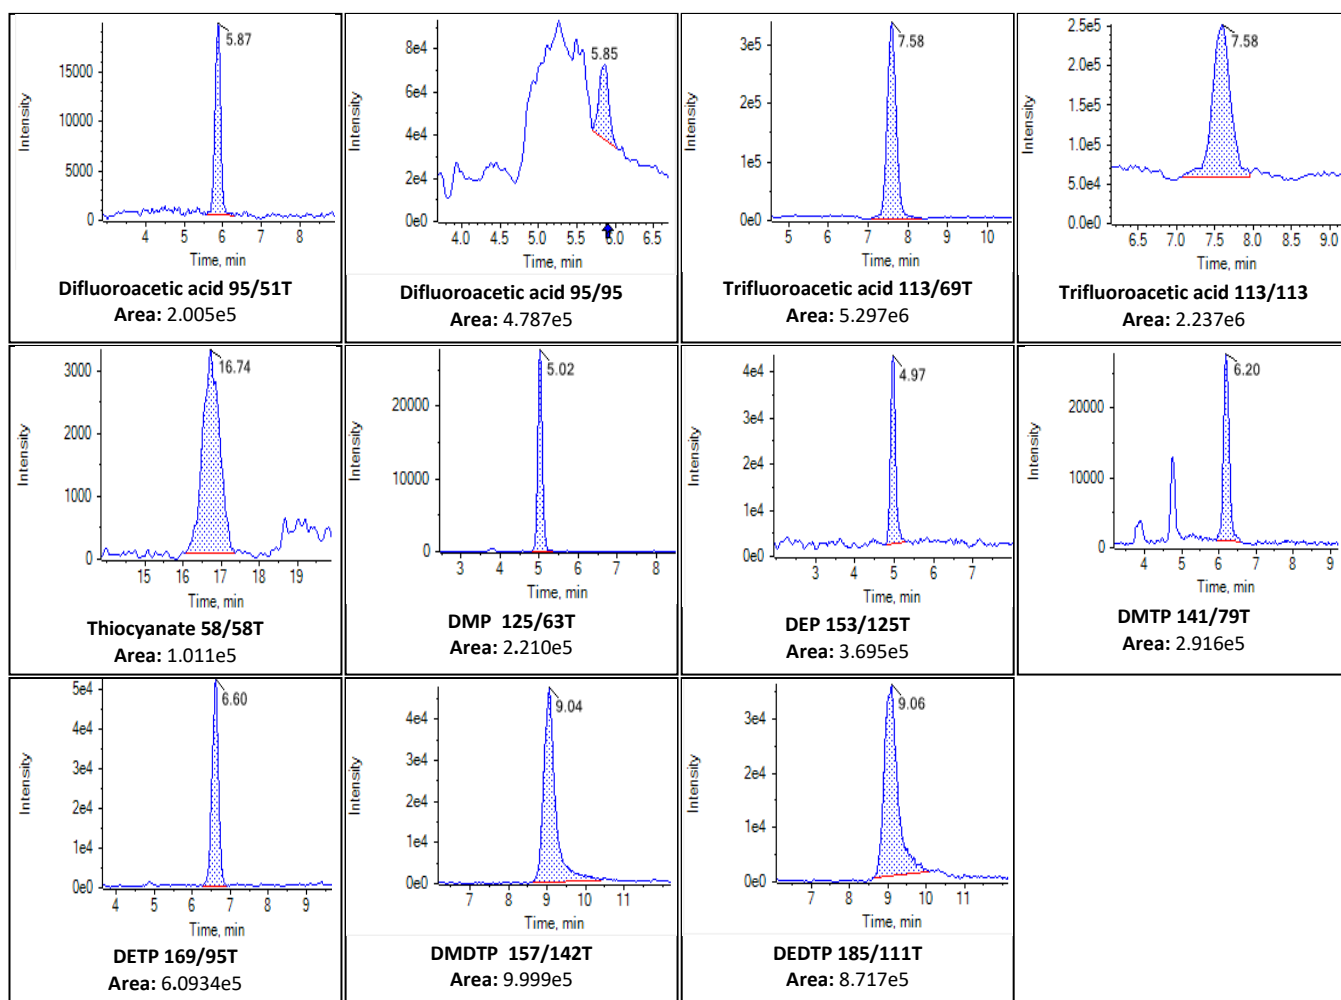 5.87
15000
10000
5000
0
Intensity
4 6 8
Time, min
Difluoroacetic acid 95/51T
Area: 2.005e5
5.85
8e4
6e4
4e4
2e4
0e0
Intensity
4.0 4.5 5.0 5.5 6.0 6.5
Time, min
Difluoroacetic acid 95/95
Area: 4.787e5
7.58
3e5
2e5
1e5
0e0
Intensity
5 6 7 8 9 10
Time, min
Trifluoroacetic acid 113/69T
Area: 5.297e6
2.5e5
7.58
2.0e5
1.5e5
1.0e5
5.0e4
0.0e0
Intensity
6.5 7.0 7.5 8.0 8.5 9.0
Time, min
Trifluoroacetic acid 113/113
Area: 2.237e6
16.74
3000
2000
1000
0
Intensity
15 16 17 18 19
Time, min
Thiocyanate 58/58T
Area: 1.011e5
5.02
20000
10000
0
Intensity
3 4 5 6 7 8
Time, min
DMP 125/63T
Area: 2.210e5
4.97
4e4
3e4
2e4
1e4
0e0
Intensity
3 4 5 6 7
Time, min
DEP 153/125T
Area: 3.695e5
6.20
20000
10000
0
Intensity
4 5 6 7 8 9
Time, min
DMTP 141/79T
Area: 2.916e5
5e4
6.60
4e4
3e4
2e4
1e4
0e0
Intensity
4 5 6 7 8 9
Time, min
DETP 169/95T
Area: 6.0934e5
9.04
4e4
3e4
2e4
1e4
0e0
Intensity
7 8 9 10 11
Time, min
DMDTP 157/142T
Area: 9.999e5
9.06
3e4
2e4
1e4
0e0
Intensity
7 8 9 10 11
Time, min
DEDTP 185/111T
Area: 8.717e5